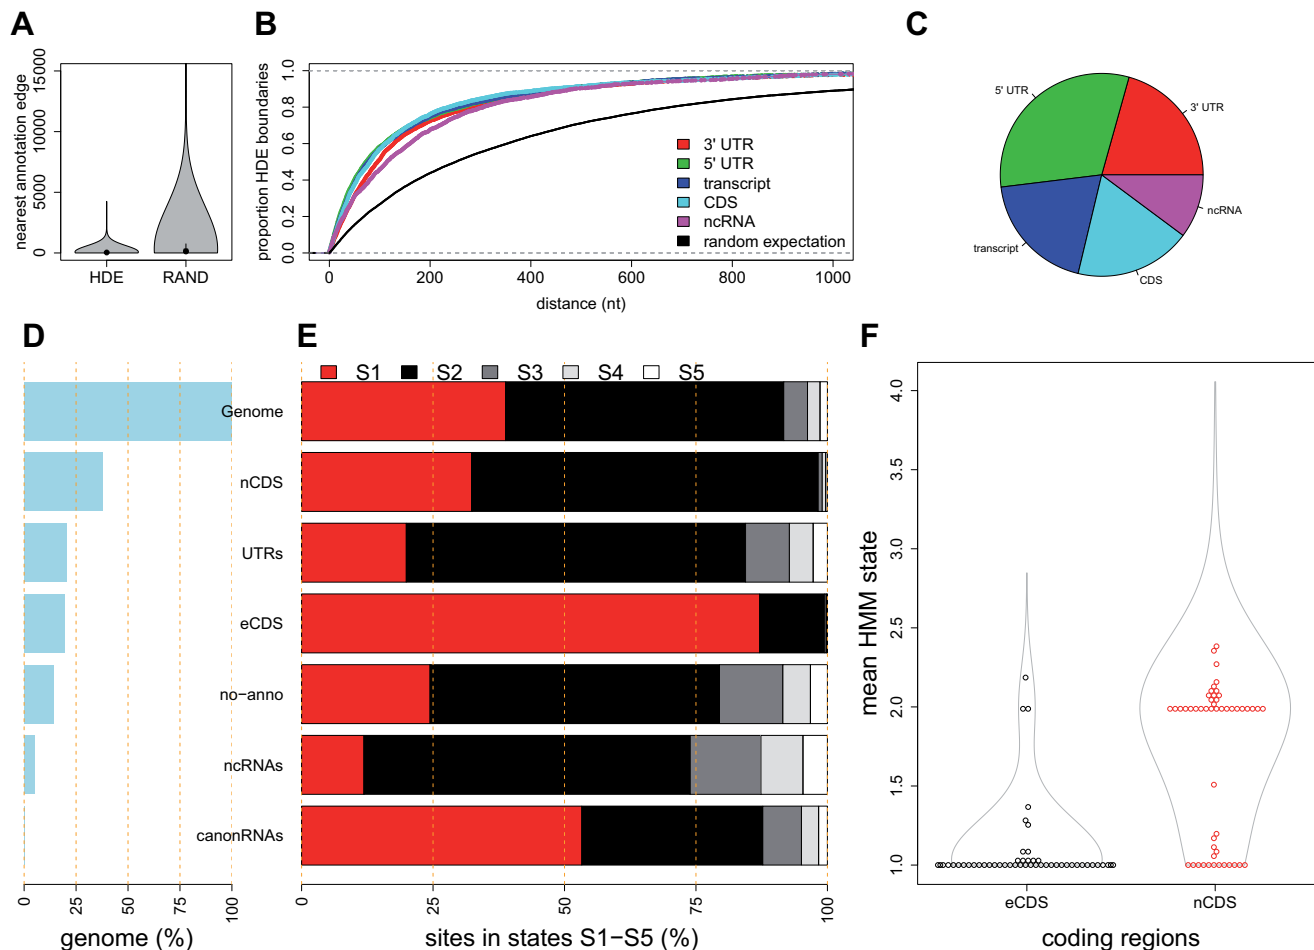 A
nearest annotation edge
0
5000
10000
15000
HDE
RAND
B
proportion HDE boundaries
0.0
0.2
0.4
0.6
0.8
1.0
3' UTR
5' UTR
transcript
CDS
ncRNA
random expectation
0
200
400
600
800
1000
distance (nt)
C
5' UTR
3' UTR
ncRNA
CDS
transcript
D
Genome
nCDS
UTRs
eCDS
no−anno
ncRNAs
canonRNAs
0
25
50
75
100
genome (%)
E
S1
S2
S3
S4
S5
0
25
50
75
100
sites in states S1−S5 (%)
F
mean HMM state
1.0
1.5
2.0
2.5
3.0
3.5
4.0
eCDS
nCDS
coding regions